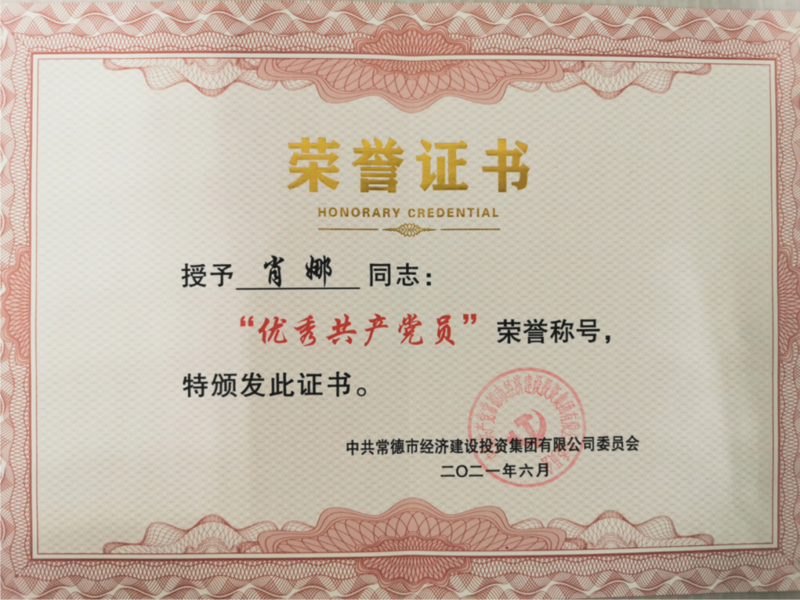 荣誉证书
HONORARY CREDENTIAL
授予 肖娜 同志：
“优秀共产党员”荣誉称号，
特颁发此证书。
中共常德市经济建设投资集团有限公司委员会
二〇二一年六月